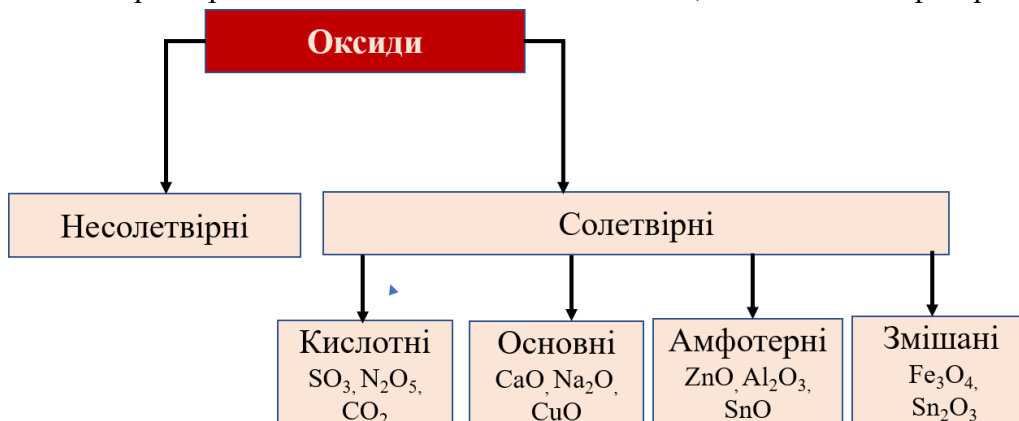 Оксиди
Несолетвірні
Солетвірні
Кислотні
SO₃, N₂O₅,
CO₂
Основні
CaO, Na₂O,
CuO
Амфотерні
ZnO, Al₂O₃,
SnO
Змішані
Fe₃O₄,
Sn₂O₃